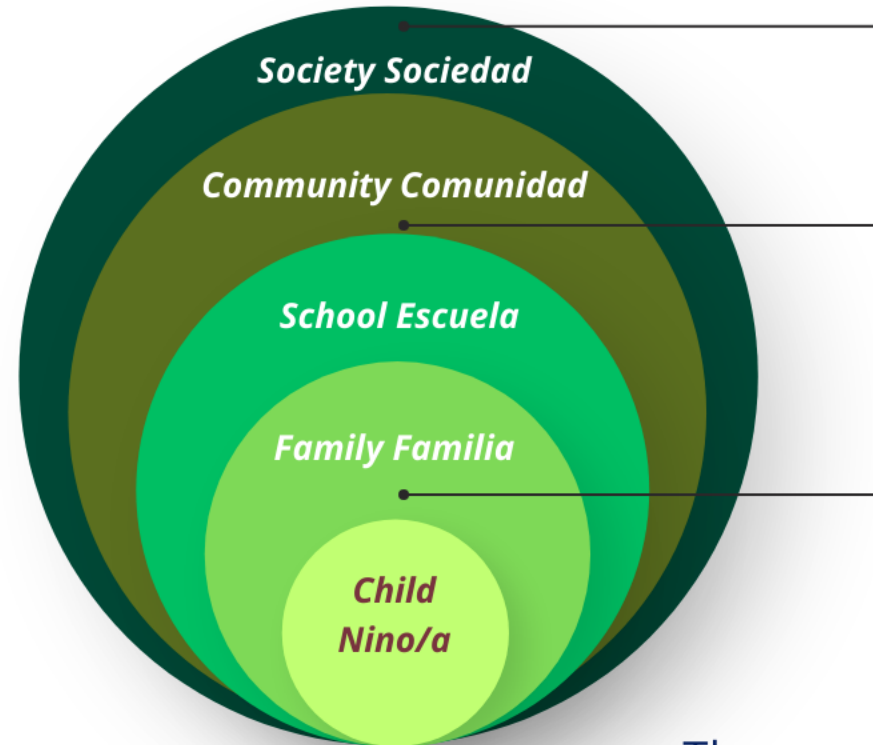 Society Sociedad
Community Comunidad
School Escuela
Family Familia
Child
Nino/a